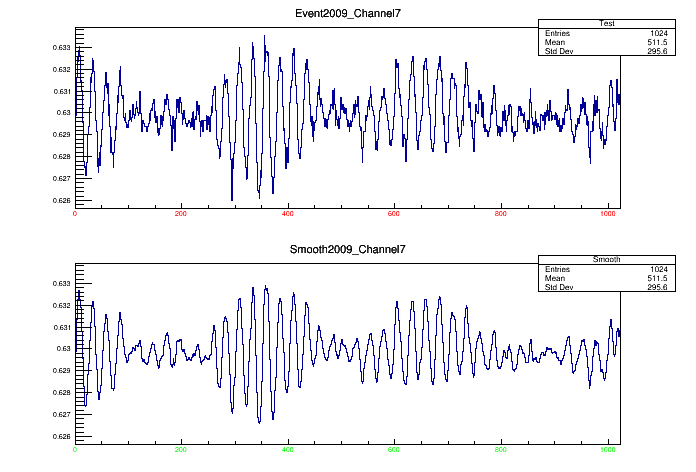 Event2009_Channel7
Test
Entries 1024
Mean 511.5
Std Dev 295.6
0.633
0.632
0.631
0.63
0.629
0.628
0.627
0.626
0 200 400 600 800 1000
Smooth2009_Channel7
Smooth
Entries 1024
Mean 511.5
Std Dev 295.6
0.633
0.632
0.631
0.63
0.629
0.628
0.627
0.626
0 200 400 600 800 1000